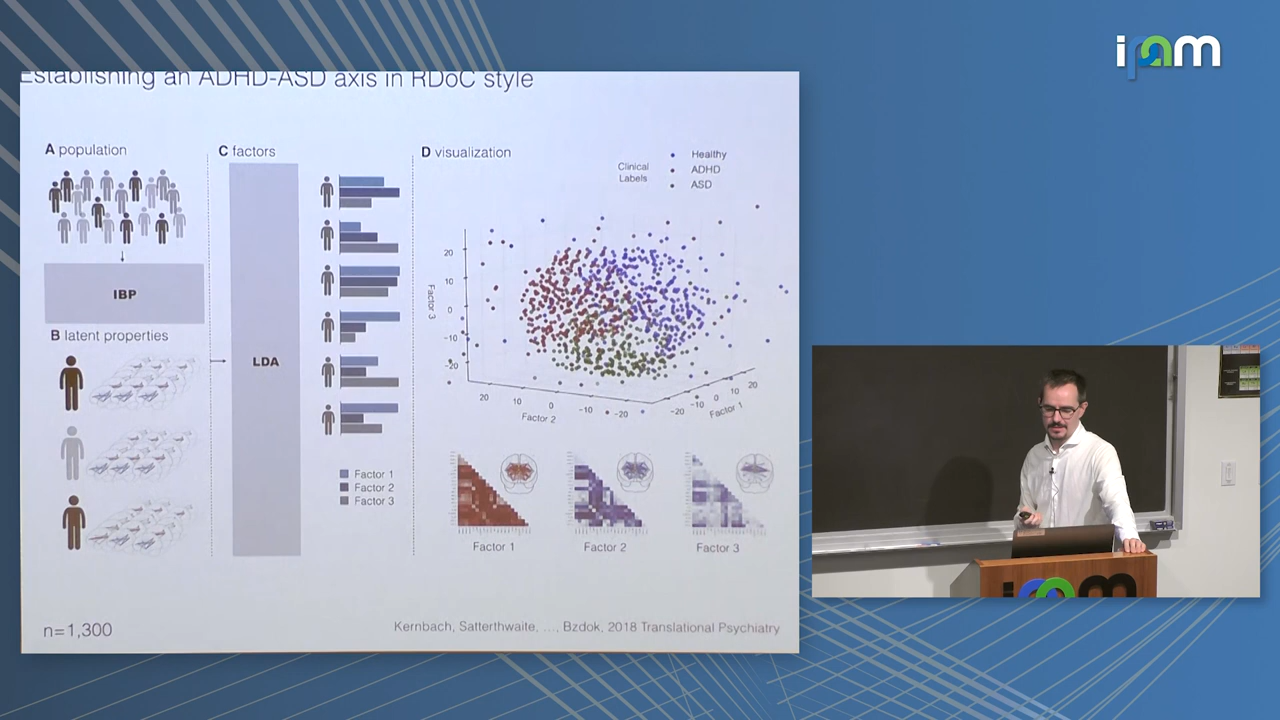 ipam
Establishing an ADHD-ASD axis in RDoC style
A population
IBP
B latent properties
C factors
LDA
Factor 1
Factor 2
Factor 3
D visualization
Clinical
Labels
Healthy
ADHD
ASD
20
10
0
-10
-20
Factor 3
20
10
0
-10
-20
Factor 2
-20
-10
0
10
20
Factor 1
Factor 1
Factor 2
Factor 3
n=1,300
Kernbach, Satterthwaite, ..., Bzdok, 2018 Translational Psychiatry
ipam